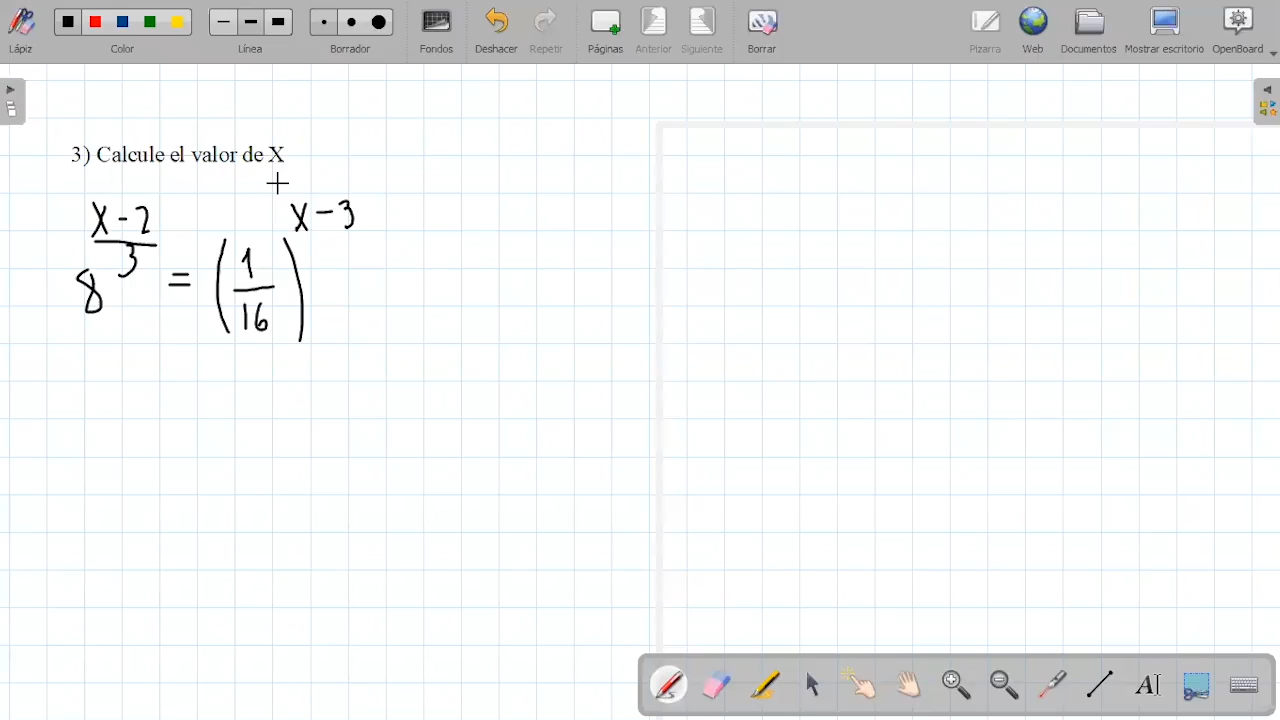 Lápiz Color Línea Borrador Fondos Deshacer Repetir Páginas Anterior Siguiente Borrar Pizarra Web Documentos Mostrar escritorio OpenBoard
3) Calcule el valor de X
8^((X-2)/3) = (1/16)^(X-3)
AI